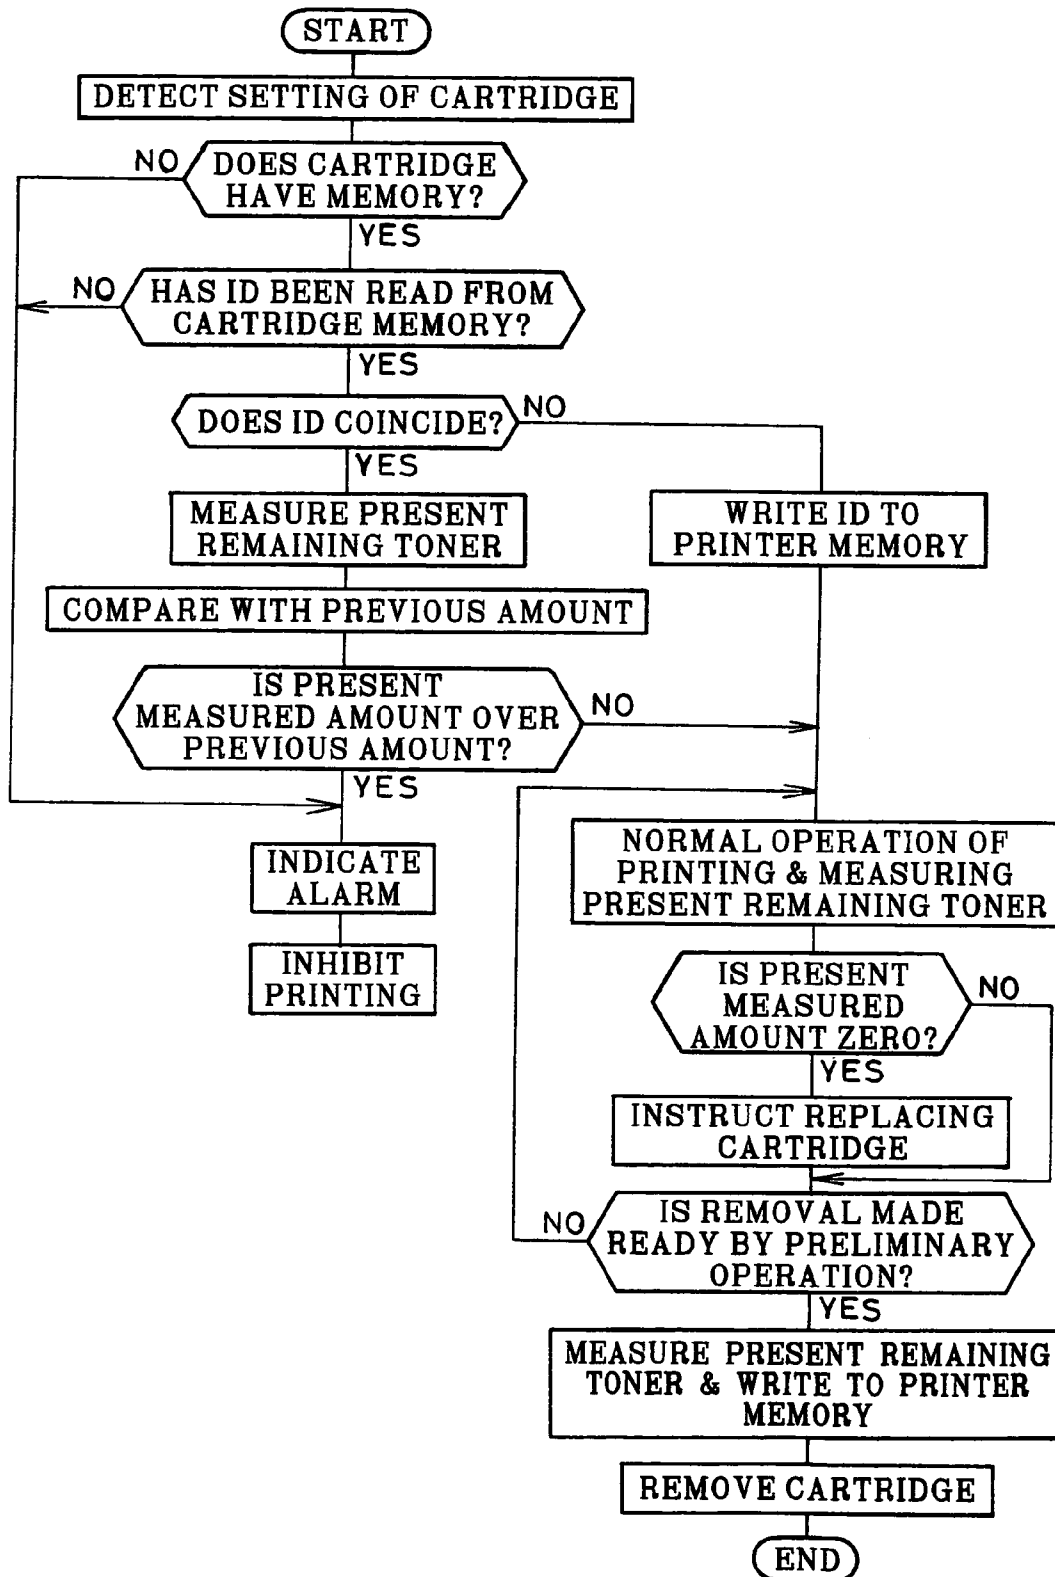 START
DETECT SETTING OF CARTRIDGE
NO
DOES CARTRIDGE
HAVE MEMORY?
YES
NO
HAS ID BEEN READ FROM
CARTRIDGE MEMORY?
YES
DOES ID COINCIDE?
NO
YES
MEASURE PRESENT
REMAINING TONER
WRITE ID TO
PRINTER MEMORY
COMPARE WITH PREVIOUS AMOUNT
IS PRESENT
MEASURED AMOUNT OVER
PREVIOUS AMOUNT?
NO
YES
INDICATE
ALARM
INHIBIT
PRINTING
NORMAL OPERATION OF
PRINTING & MEASURING
PRESENT REMAINING TONER
IS PRESENT
MEASURED
AMOUNT ZERO?
NO
YES
INSTRUCT REPLACING
CARTRIDGE
NO
IS REMOVAL MADE
READY BY PRELIMINARY
OPERATION?
YES
MEASURE PRESENT REMAINING
TONER & WRITE TO PRINTER
MEMORY
REMOVE CARTRIDGE
END